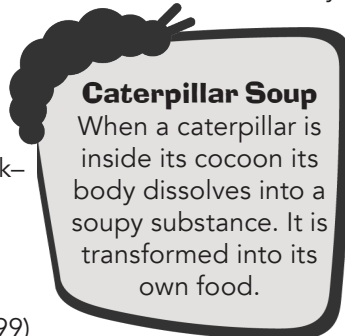 Caterpillar Soup
When a caterpillar is
inside its cocoon its
k–
body dissolves into a
soupy substance. It is
transformed into its
own food.
99)